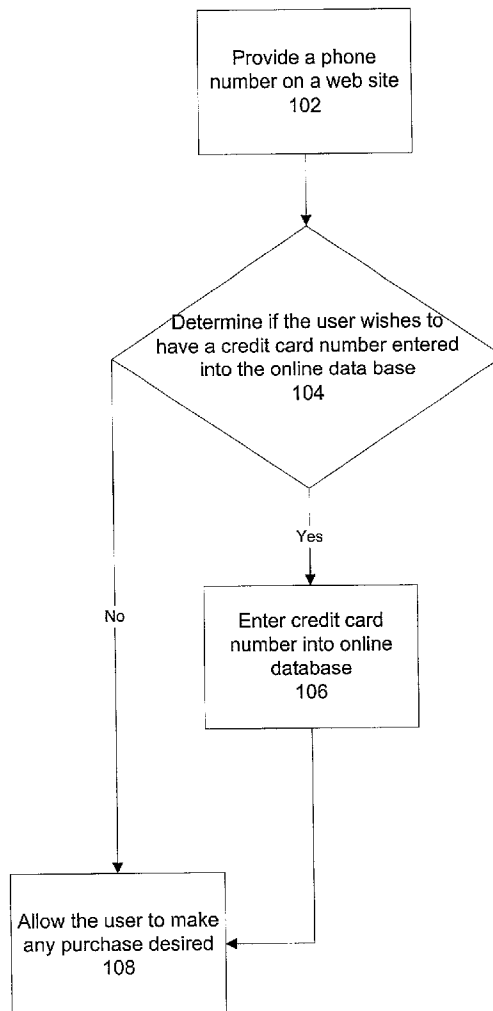 Provide a phone
number on a web site
102
Determine if the user wishes to
have a credit card number entered
into the online data base
104
Yes
Enter credit card
number into online
database
106
No
Allow the user to make
any purchase desired
108